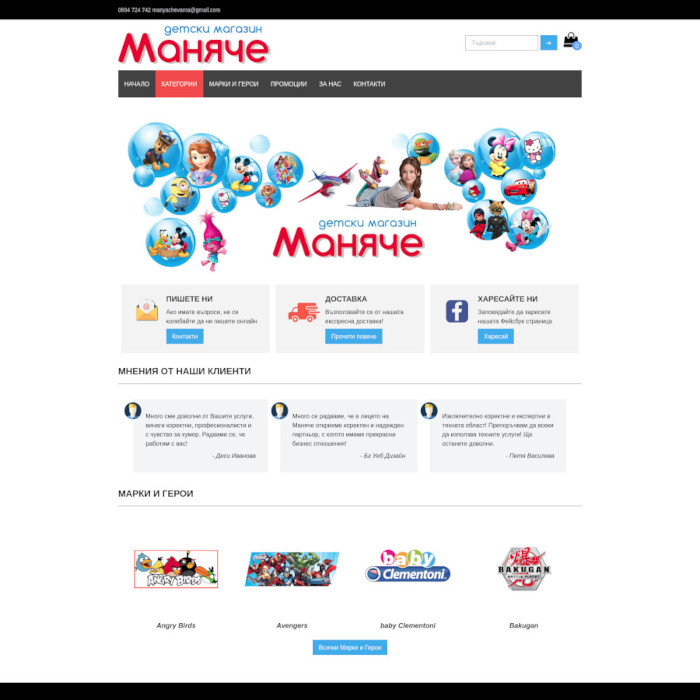 0894 724 742 manyachevarna@gmail.com
детски магазин
Маняче
Търсене
➔
0
НАЧАЛО КАТЕГОРИИ МАРКИ И ГЕРОИ ПРОМОЦИИ ЗА НАС КОНТАКТИ
детски магазин
Маняче
ПИШЕТЕ НИ
Ако имате въпроси, не се
колебайте да ни пишете онлайн
Контакти
ДОСТАВКА
Възползвайте се от нашата
експресна доставка!
Прочети повече
ХАРЕСАЙТЕ НИ
Заповядайте да харесате
нашата Фейсбук страница
Харесай
МНЕНИЯ ОТ НАШИ КЛИЕНТИ
Много сме доволни от Вашите услуги,
винаги коректни, професионалисти и
с чувство за хумор. Радваме се, че
работим с вас!
- Деси Иванова
Много се радваме, че в лицето на
Маняче открихме коректен и надежден
партньор, с когото имаме прекрасни
бизнес отношения!
- Бг Уеб Дизайн
Изключително коректни и експертни в
тяхната област! Препоръчвам да всеки
да използва техните услуги! Ще
останете доволни.
- Петя Василева
МАРКИ И ГЕРОИ
ANGRY BIRDS
baby
Clementoni
BAKUGAN
Angry Birds
Avengers
baby Clementoni
Bakugan
Всички Марки и Герои